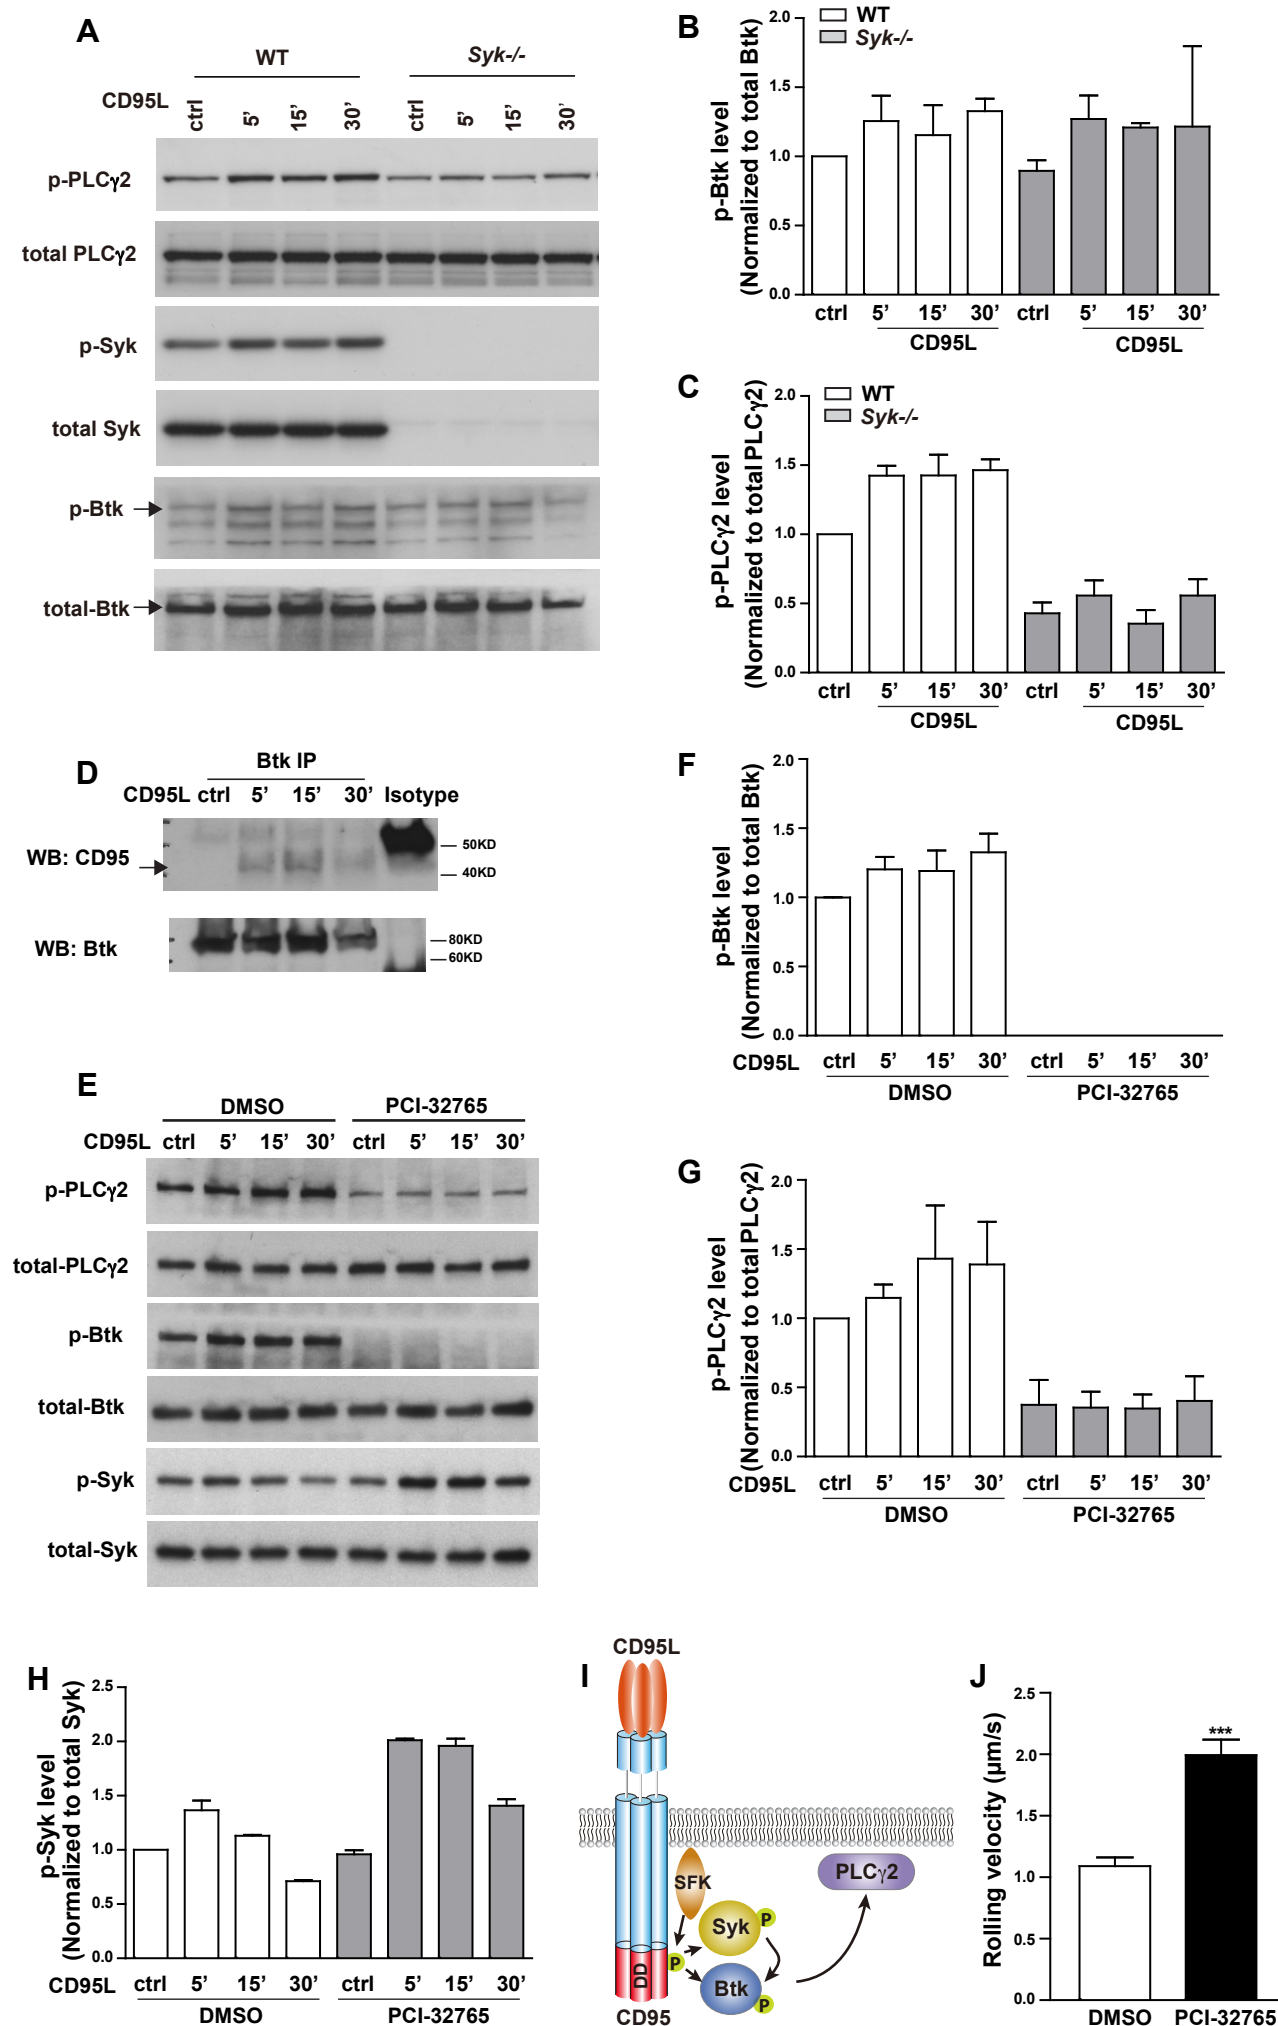 A
WT
Syk-/-
CD95L
ctrl 5’ 15’ 30’ ctrl 5’ 15’ 30’
p-PLCγ2
total PLCγ2
p-Syk
total Syk
p-Btk
total-Btk
B
WT
Syk-/-
p-Btk level
(Normalized to total Btk)
2.0
1.5
1.0
0.5
0.0
ctrl 5’ 15’ 30’ ctrl 5’ 15’ 30’
CD95L CD95L
C
WT
Syk-/-
p-PLCγ2 level
(Normalized to total PLCγ2)
2.0
1.5
1.0
0.5
0.0
ctrl 5’ 15’ 30’ ctrl 5’ 15’ 30’
CD95L CD95L
D
Btk IP
CD95L ctrl 5’ 15’ 30’ Isotype
WB: CD95
50KD
40KD
WB: Btk
80KD
60KD
F
p-Btk level
(Normalized to total Btk)
2.0
1.5
1.0
0.5
0.0
CD95L ctrl 5’ 15’ 30’ ctrl 5’ 15’ 30’
DMSO PCI-32765
E
DMSO PCI-32765
CD95L ctrl 5’ 15’ 30’ ctrl 5’ 15’ 30’
p-PLCγ2
total-PLCγ2
p-Btk
total-Btk
p-Syk
total-Syk
G
p-PLCγ2 level
(Normalized to total PLCγ2)
2.0
1.5
1.0
0.5
0.0
CD95L ctrl 5’ 15’ 30’ ctrl 5’ 15’ 30’
DMSO PCI-32765
H
p-Syk level
(Normalized to total Syk)
2.5
2.0
1.5
1.0
0.5
0.0
CD95L ctrl 5’ 15’ 30’ ctrl 5’ 15’ 30’
DMSO PCI-32765
I
CD95L
SFK
PLCγ2
Syk
P
P
DD
Btk
P
CD95
J
Rolling velocity (µm/s)
2.5
2.0
1.5
1.0
0.5
0.0
***
DMSO PCI-32765